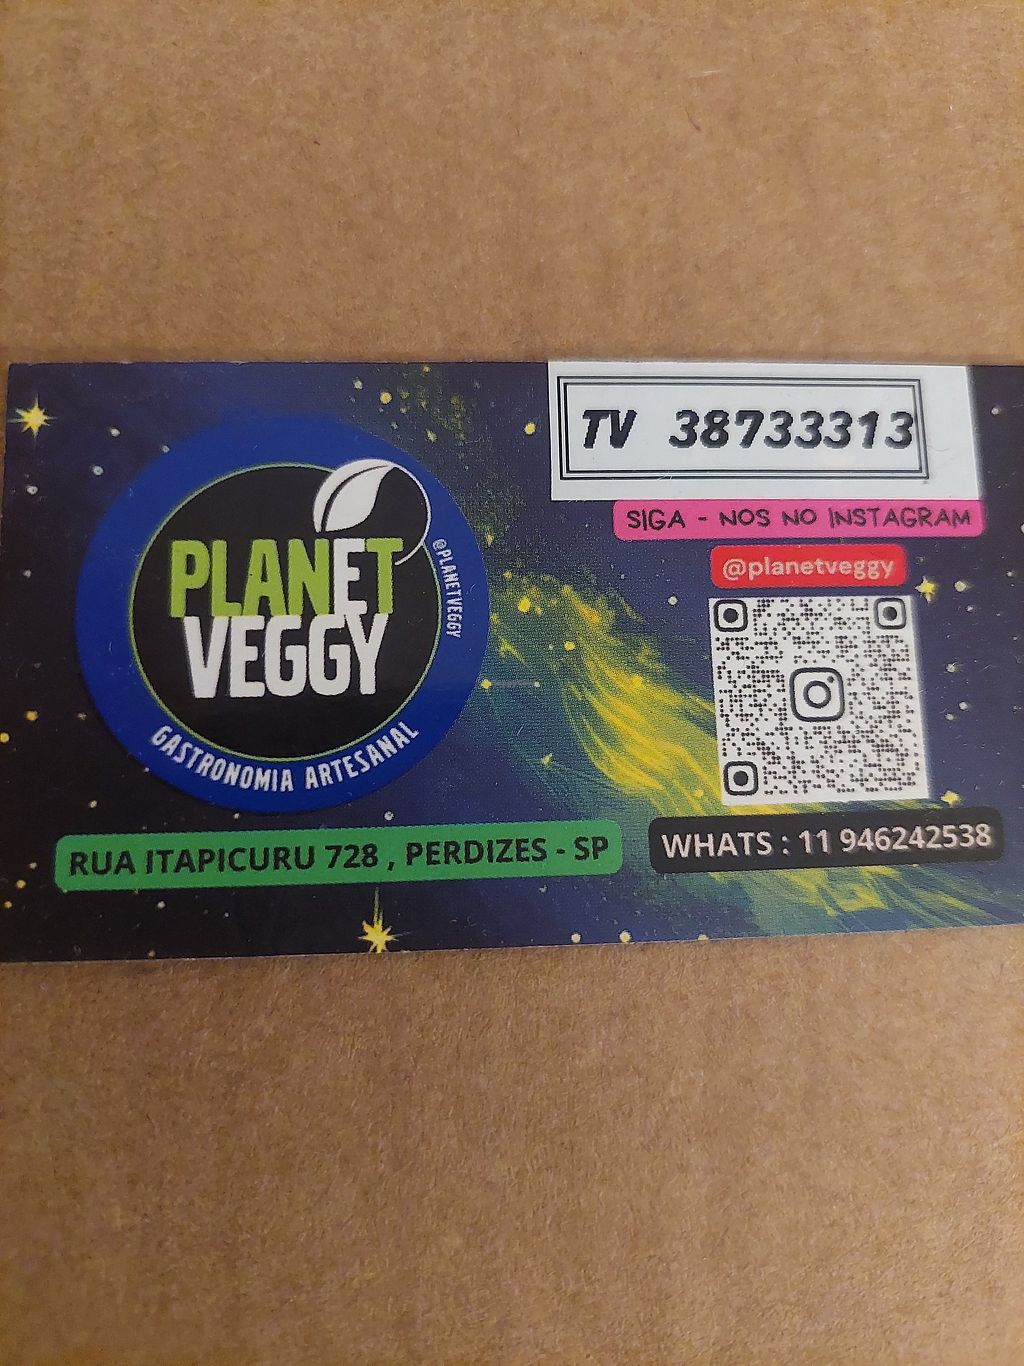 PLANET
VEGGY
@PLANETVEGGY
GASTRONOMIA ARTESANAL
TV 38733313
SIGA - NOS NO INSTAGRAM
@planetveggy
RUA ITAPICURU 728 , PERDIZES - SP
WHATS : 11 946242538